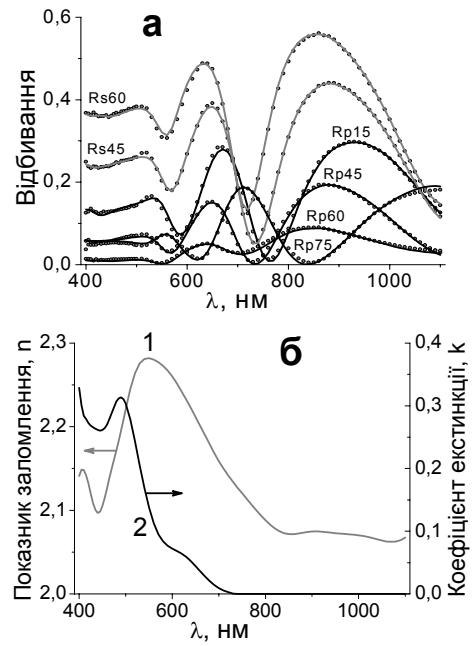 а
0,6
0,4
0,2
0,0
Відбивання
Rs60
Rs45
Rp15
Rp45
Rp60
Rp75
400
600
800
1000
λ, нм
б
2,3
2,2
2,1
2,0
Показник заломлення, n
1
2
0,4
0,3
0,2
0,1
0,0
Коефіцієнт екстинкції, k
400
600
800
1000
λ, нм